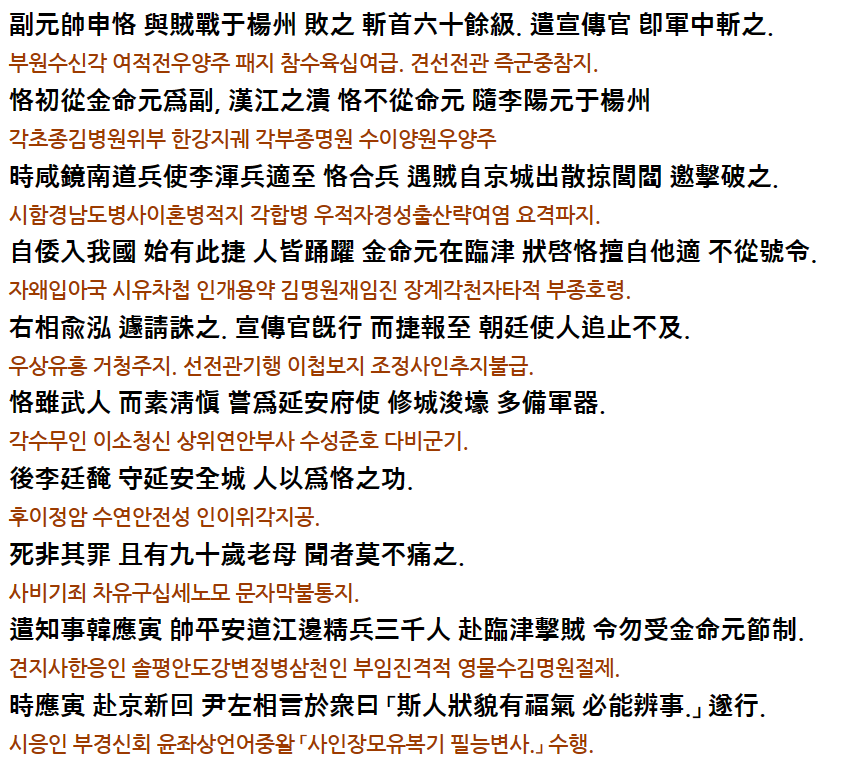 副元帥申恪 與賊戰于楊州 敗之 斬首六十餘級. 遣宣傳官 卽軍中斬之.
부원수신각 여적전우양주 패지 참수육십여급. 견선전관 즉군중참지.
恪初從金命元爲副, 漢江之潰 恪不從命元 隨李陽元于楊州
각초종김병원위부 한강지궤 각부종명원 수이양원우양주
時咸鏡南道兵使李渾兵適至 恪合兵 遇賊自京城出散掠閭閻 邀擊破之.
시함경남도병사이혼병적지 각합병 우적자경성출산략여염 요격파지.
自倭入我國 始有此捷 人皆踊躍 金命元在臨津 狀啓恪擅自他適 不從號令.
자왜입아국 시유차첩 인개용약 김명원재임진 장계각천자타적 부종호령.
右相兪泓 遽請誅之. 宣傳官旣行 而捷報至 朝廷使人追止不及.
우상유홍 거청주지. 선전관기행 이첩보지 조정사인추지불급.
恪雖武人 而素淸愼 嘗爲延安府使 修城浚壕 多備軍器.
각수무인 이소청신 상위연안부사 수성준호 다비군기.
後李廷馣 守延安全城 人以爲恪之功.
후이정암 수연안전성 인이위각지공.
死非其罪 且有九十歲老母 聞者莫不痛之.
사비기죄 차유구십세노모 문자막불통지.
遣知事韓應寅 帥平安道江邊精兵三千人 赴臨津擊賊 令勿受金命元節制.
견지사한응인 솔평안도강변정병삼천인 부임진격적 영물수김명원절제.
時應寅 赴京新回 尹左相言於衆曰「斯人狀貌有福氣 必能辨事.」遂行.
시응인 부경신회 윤좌상언어중왈「사인장모유복기 필능변사.」수행.